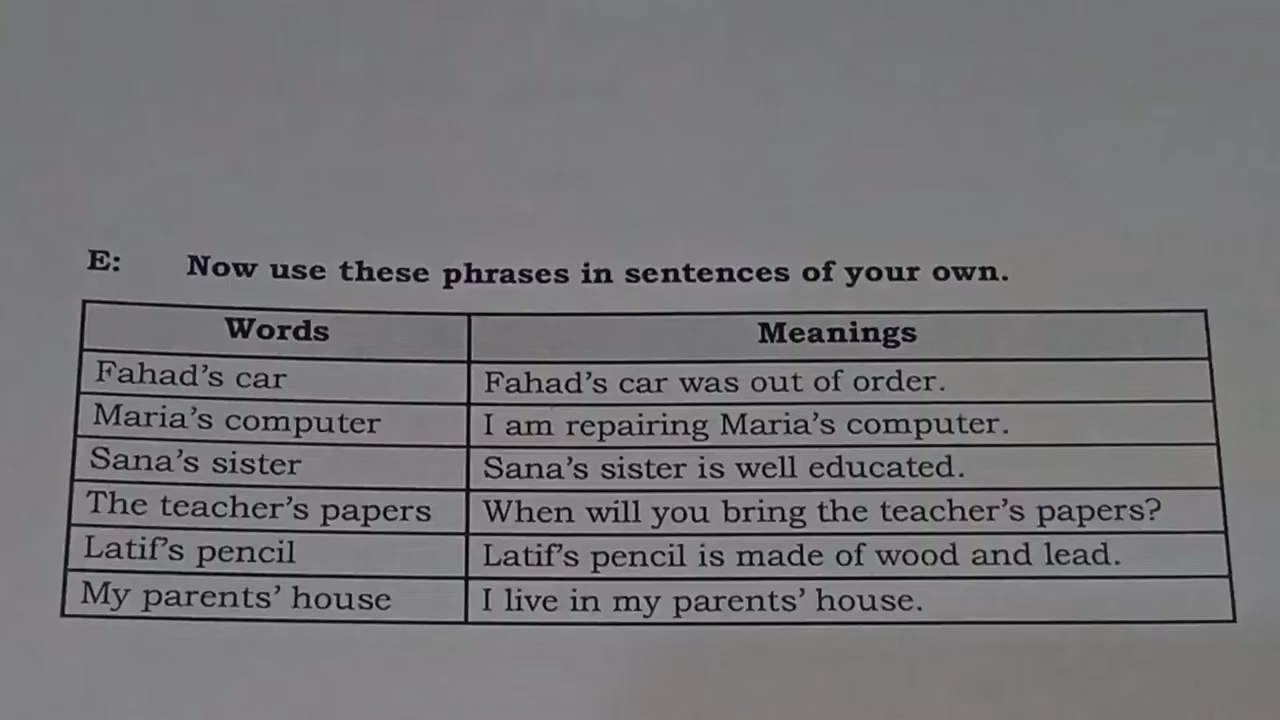 E: Now use these phrases in sentences of your own.
Words Meanings
Fahad's car Fahad's car was out of order.
Maria's computer I am repairing Maria's computer.
Sana's sister Sana's sister is well educated.
The teacher's papers When will you bring the teacher's papers?
Latif's pencil Latif's pencil is made of wood and lead.
My parents' house I live in my parents' house.